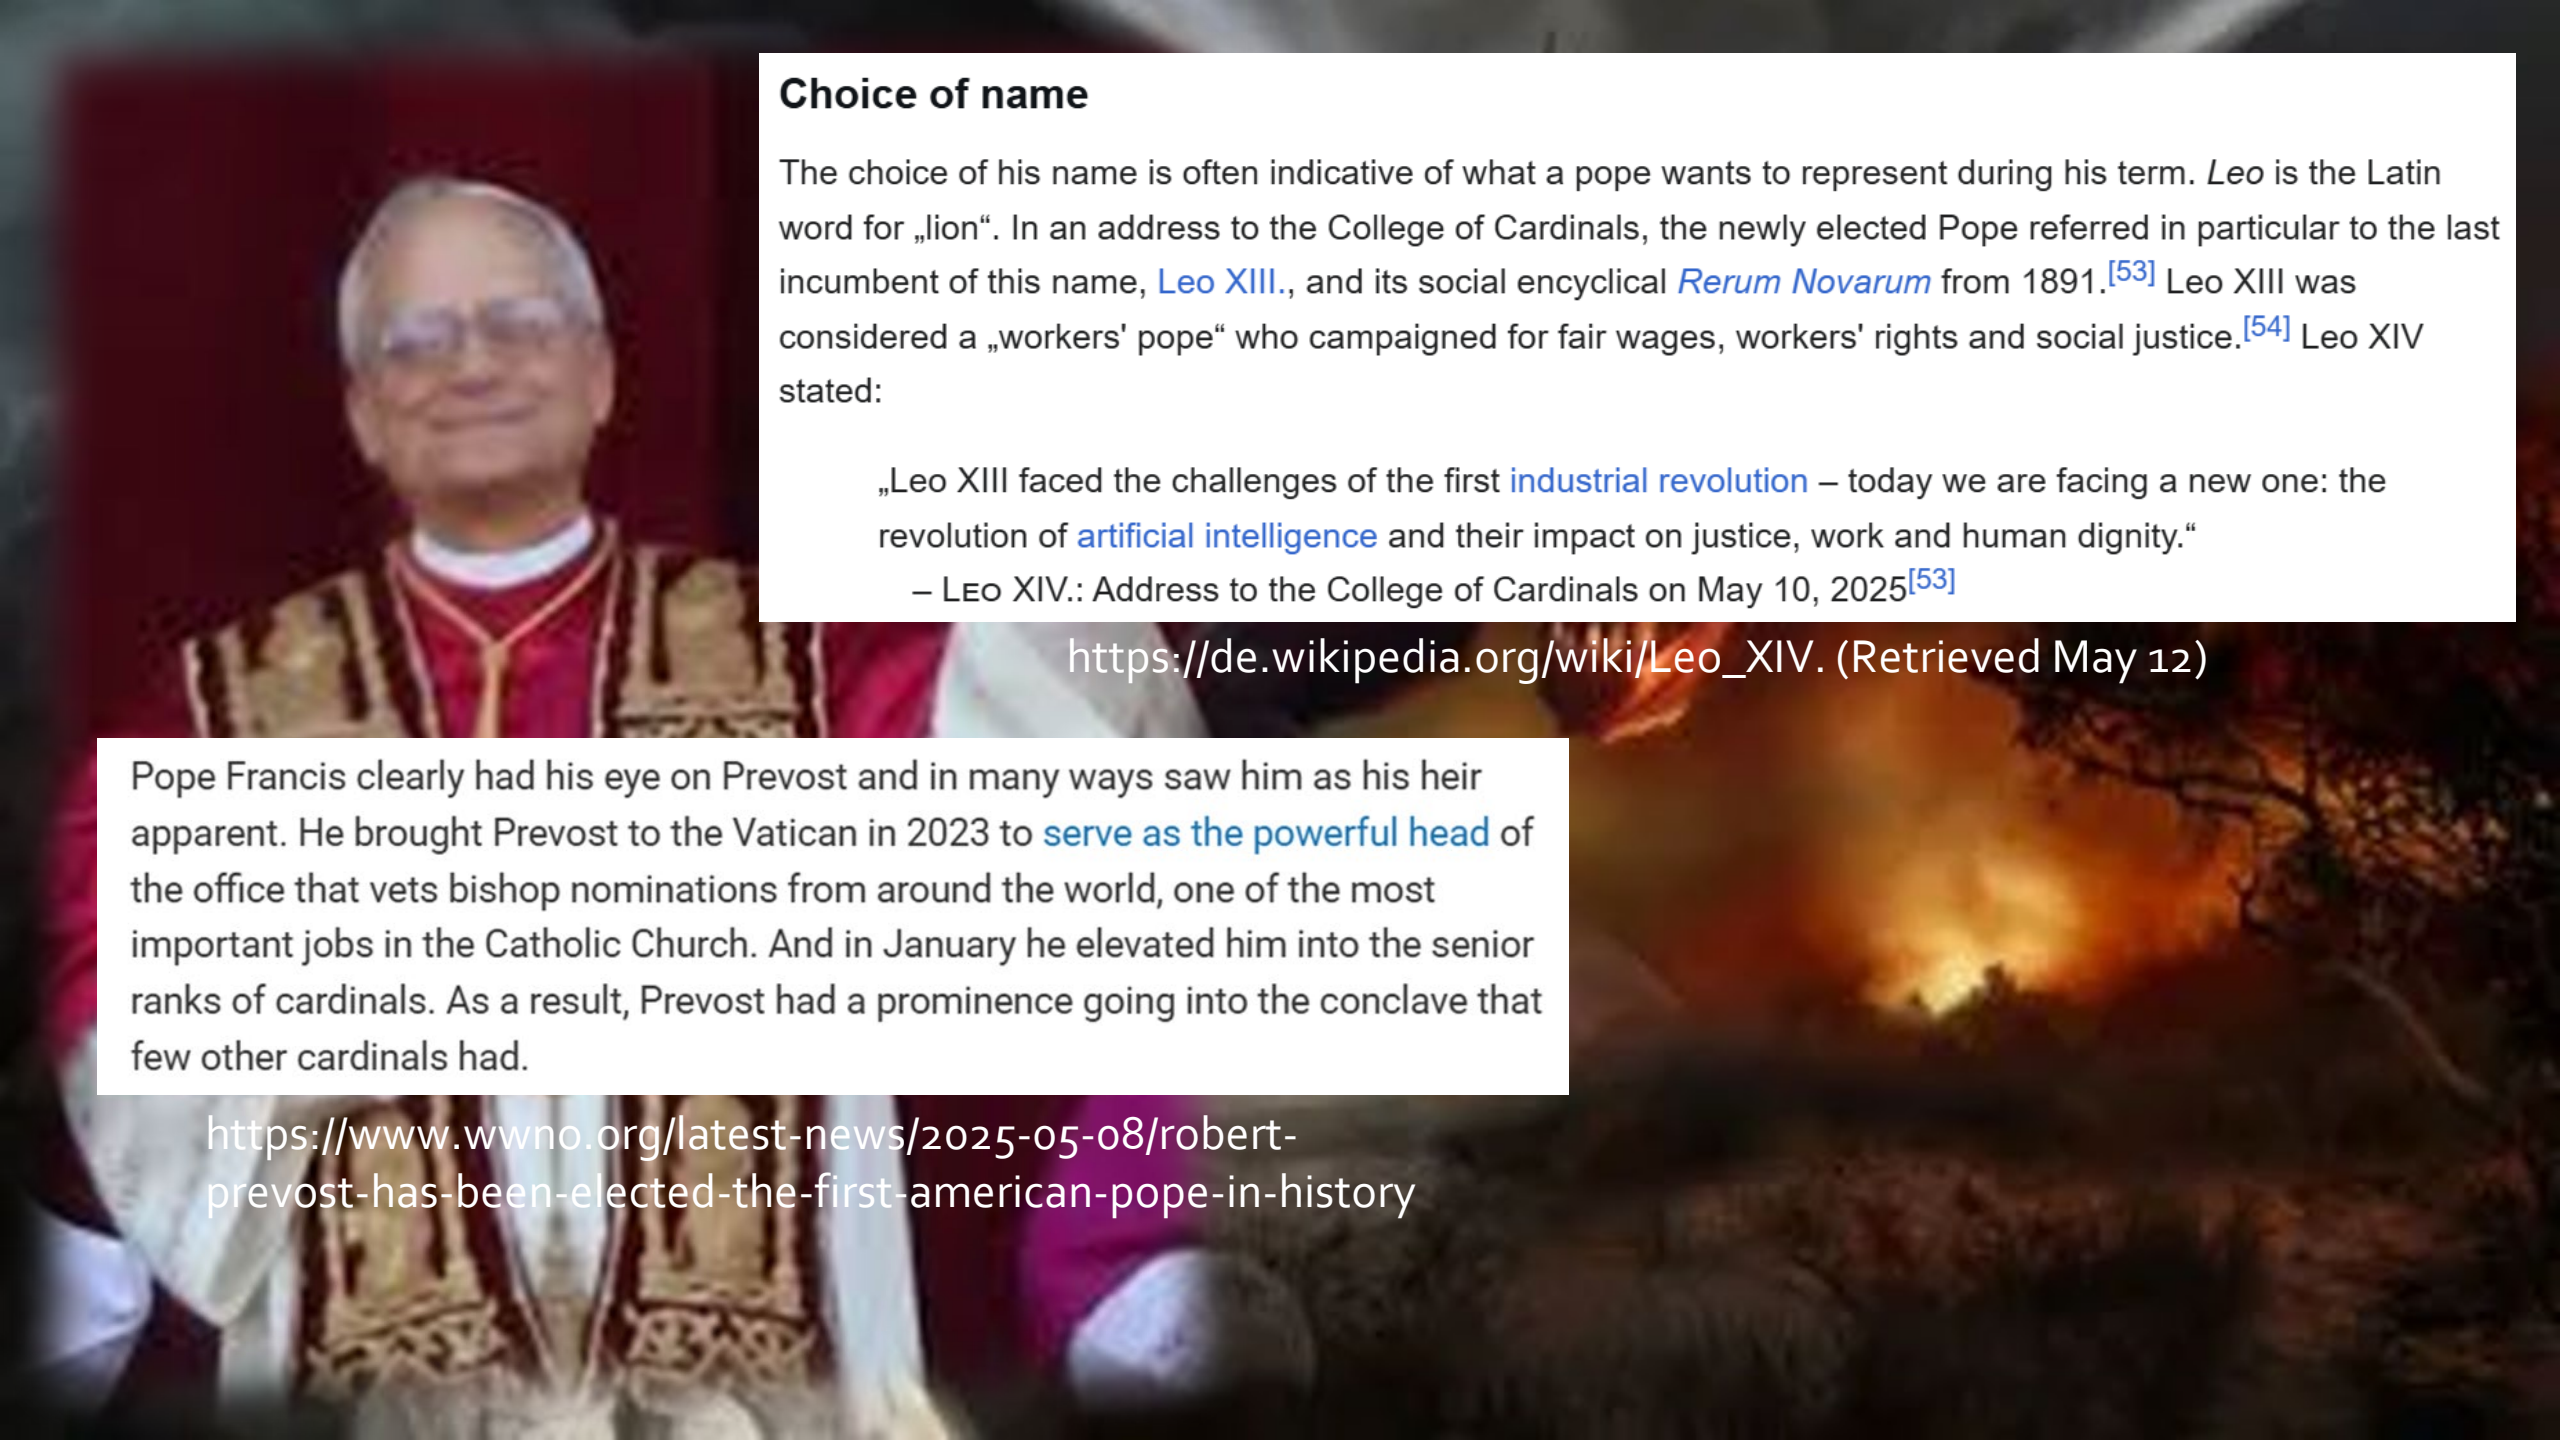 Choice of name
The choice of his name is often indicative of what a pope wants to represent during his term. Leo is the Latin
word for „lion“. In an address to the College of Cardinals, the newly elected Pope referred in particular to the last
incumbent of this name, Leo XIII., and its social encyclical Rerum Novarum from 1891.[53] Leo XIII was
considered a „workers' pope“ who campaigned for fair wages, workers' rights and social justice.[54] Leo XIV
stated:
„Leo XIII faced the challenges of the first industrial revolution – today we are facing a new one: the
revolution of artificial intelligence and their impact on justice, work and human dignity.“
– Leo XIV.: Address to the College of Cardinals on May 10, 2025[53]
https://de.wikipedia.org/wiki/Leo_XIV. (Retrieved May 12)
Pope Francis clearly had his eye on Prevost and in many ways saw him as his heir
apparent. He brought Prevost to the Vatican in 2023 to serve as the powerful head of
the office that vets bishop nominations from around the world, one of the most
important jobs in the Catholic Church. And in January he elevated him into the senior
ranks of cardinals. As a result, Prevost had a prominence going into the conclave that
few other cardinals had.
https://www.wwno.org/latest-news/2025-05-08/robert-
prevost-has-been-elected-the-first-american-pope-in-history